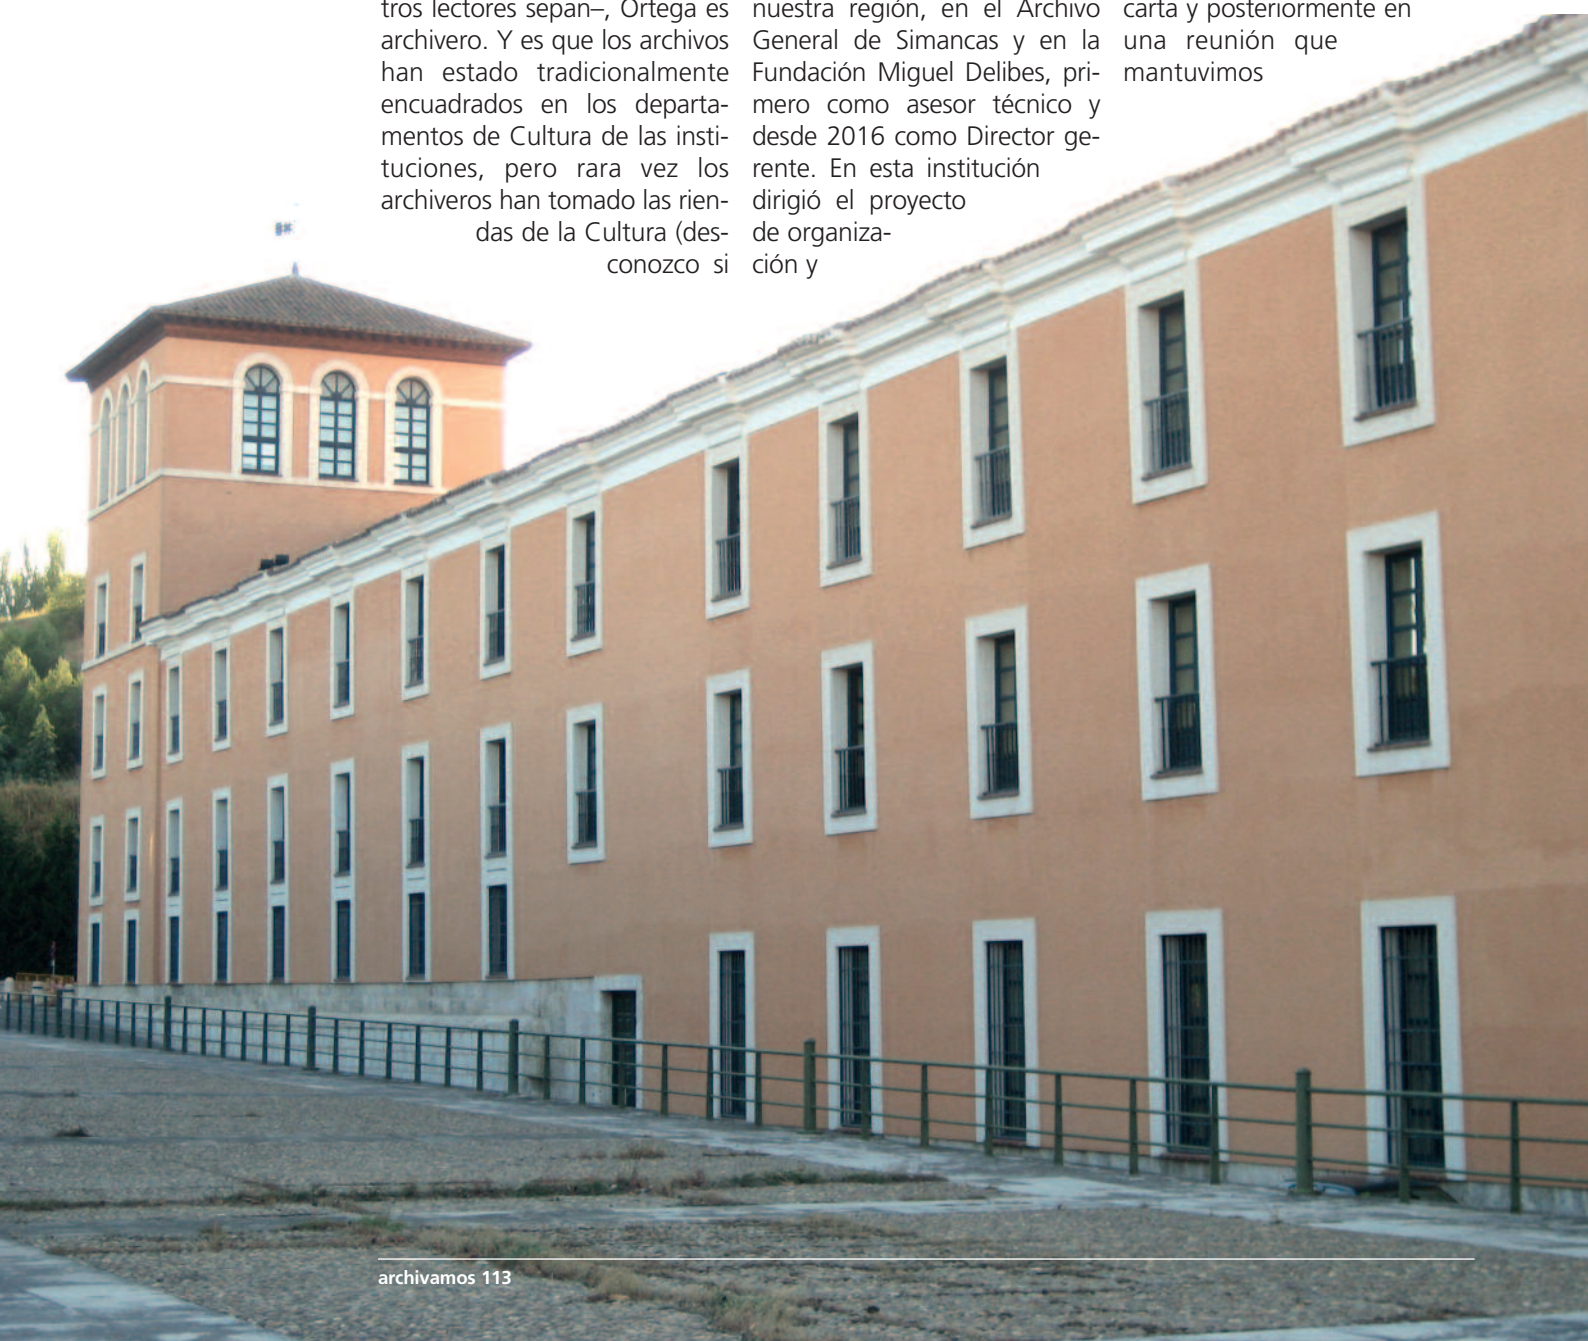 tros lectores sepan–, Ortega es
archivero. Y es que los archivos
han estado tradicionalmente
encuadrados en los departa-
mentos de Cultura de las insti-
tuciones, pero rara vez los
archiveros han tomado las rien-
das de la Cultura (des-
conozco si
nuestra región, en el Archivo
General de Simancas y en la
Fundación Miguel Delibes, pri-
mero como asesor técnico y
desde 2016 como Director ge-
rente. En esta institución
dirigió el proyecto
de organiza-
ción y
carta y posteriormente en
una reunión que
mantuvimos
archivamos 113